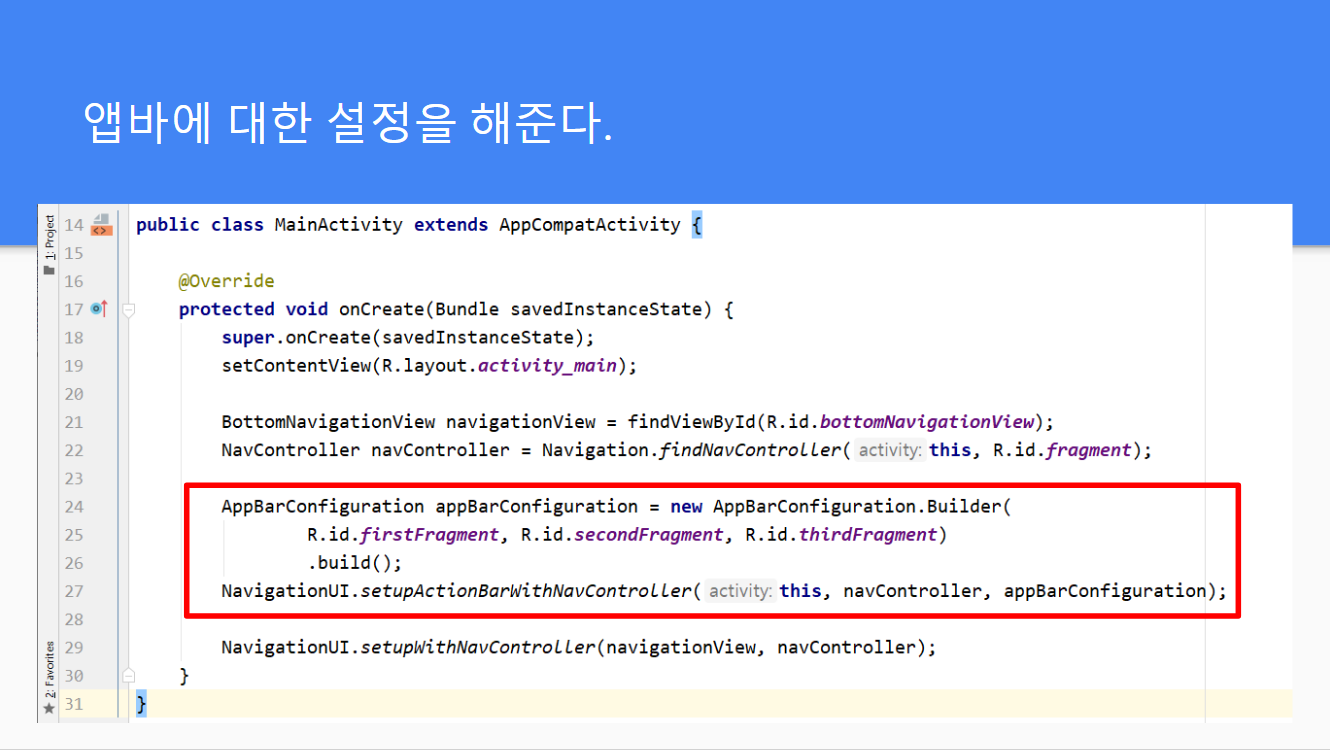 앱바에 대한 설정을 해준다.
1: Project
2: Favorites
14 public class MainActivity extends AppCompatActivity {
15
16 @Override
17 protected void onCreate(Bundle savedInstanceState) {
18 super.onCreate(savedInstanceState);
19 setContentView(R.layout.activity_main);
20
21 BottomNavigationView navigationView = findViewById(R.id.bottomNavigationView);
22 NavController navController = Navigation.findNavController( activity: this, R.id.fragment);
23
24 AppBarConfiguration appBarConfiguration = new AppBarConfiguration.Builder(
25 R.id.firstFragment, R.id.secondFragment, R.id.thirdFragment)
26 .build();
27 NavigationUI.setupActionBarWithNavController( activity: this, navController, appBarConfiguration);
28
29 NavigationUI.setupWithNavController(navigationView, navController);
30 }
31 }